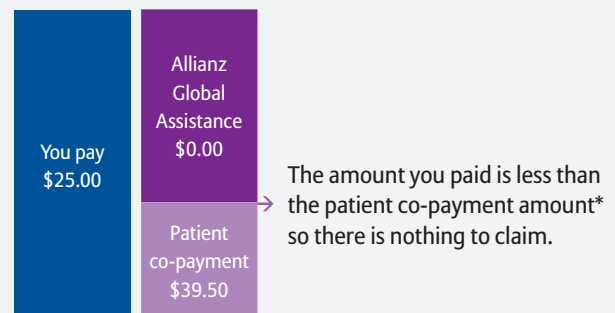 You pay
$25.00
Allianz
Global
Assistance
$0.00
Patient
co-payment
$39.50
The amount you paid is less than
the patient co-payment amount*
so there is nothing to claim.